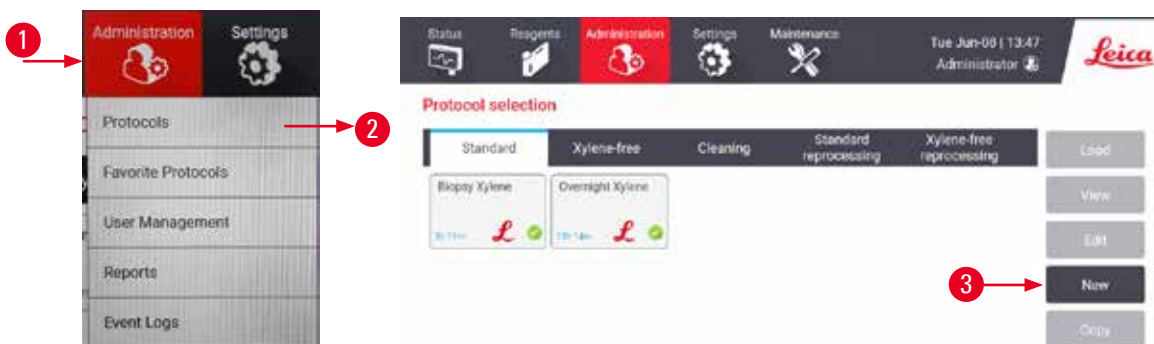 1
Administration
Settings
Protocols
2
Favorite Protocols
User Management
Reports
Event Logs
Status
Reagents
Administration
Settings
Maintenance
Tue Jun-08 | 13:47
Administrator
Leica
Protocol selection
Standard
Xylene-free
Cleaning
Standard
reprocessing
Xylene-free
reprocessing
Load
Biopsy Xylene
Overnight Xylene
View
L
L
Edit
3
New
Copy